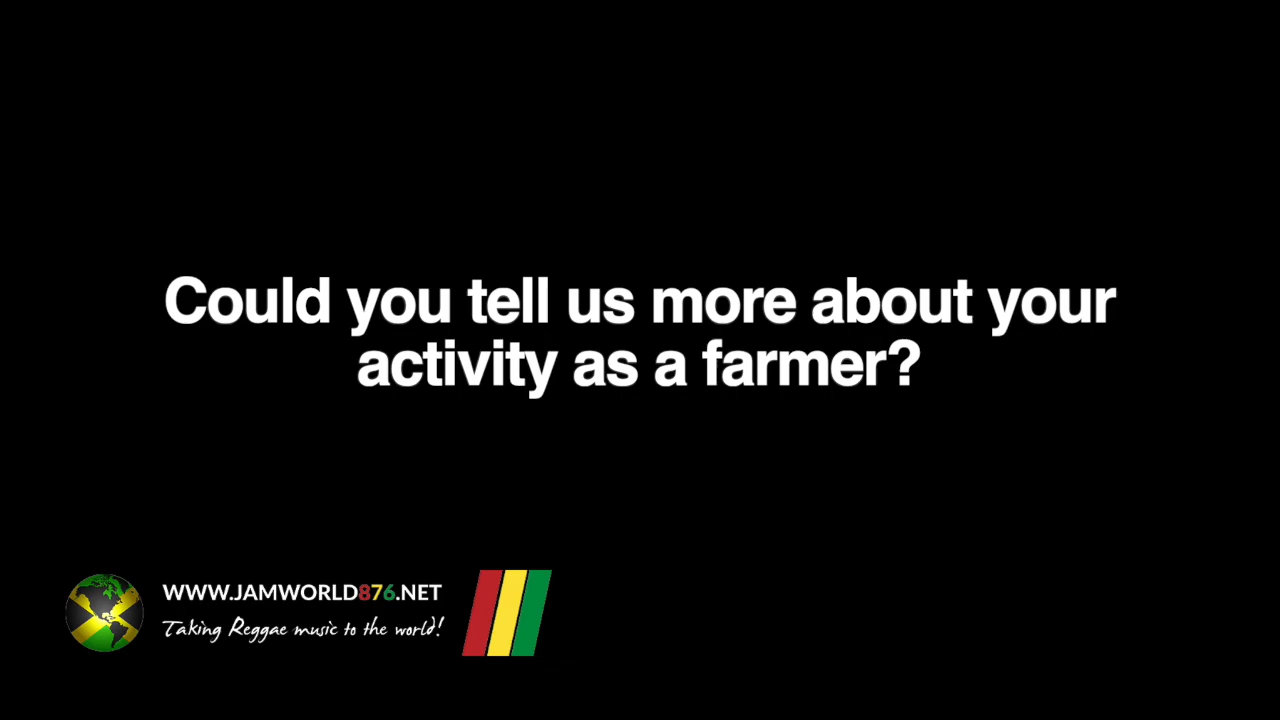 Could you tell us more about your
activity as a farmer?
WWW.JAMWORLD876.NET
Taking Reggae music to the world!